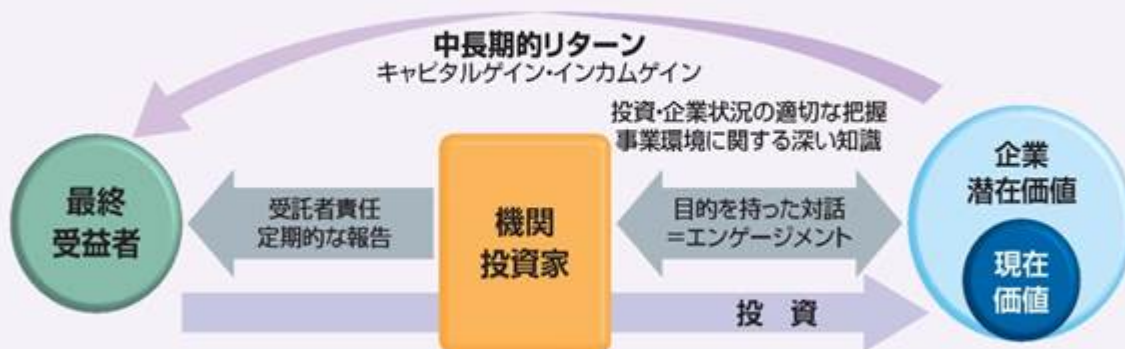 中長期的リターン
キャピタルゲイン・インカムゲイン
投資・企業状況の適切な把握
事業環境に関する深い知識
最終
受益者
受託者責任
定期的な報告
機関
投資家
目的を持った対話
＝エンゲージメント
企業
潜在価値
現在
価値
投 資